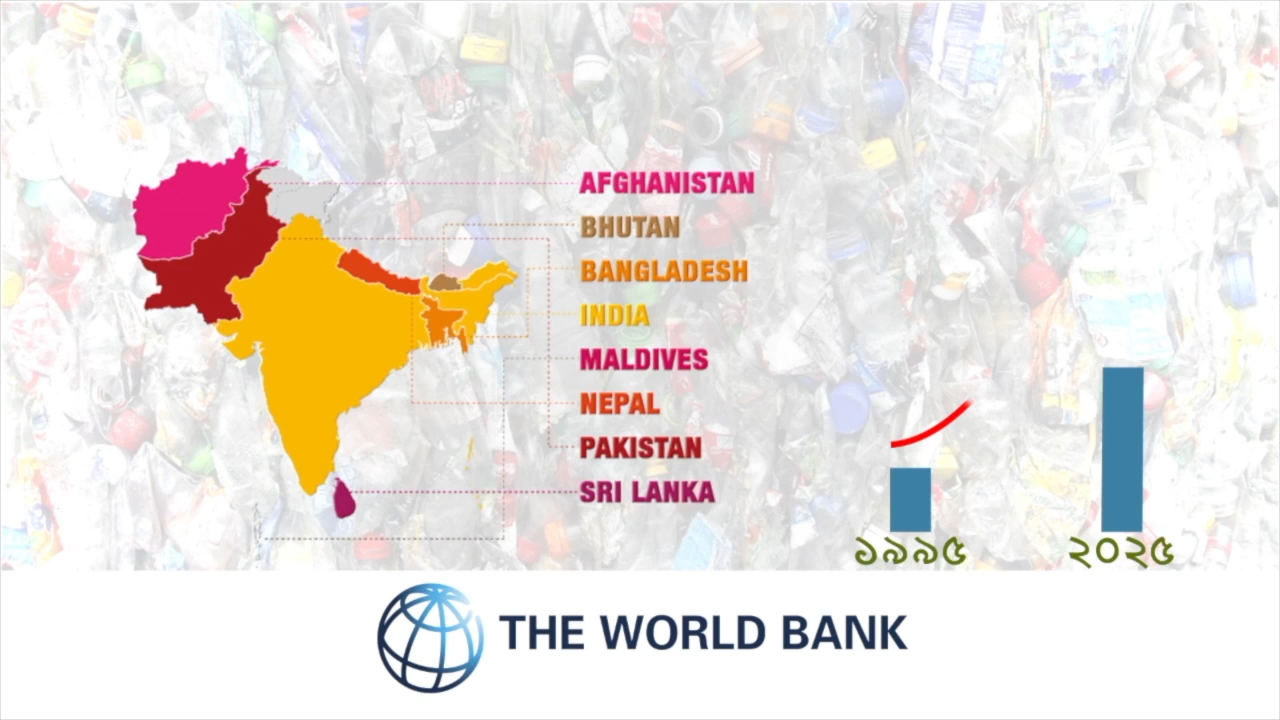 AFGHANISTAN
BHUTAN
BANGLADESH
INDIA
MALDIVES
NEPAL
PAKISTAN
SRI LANKA
১৯৯৫ ২০২৫
THE WORLD BANK